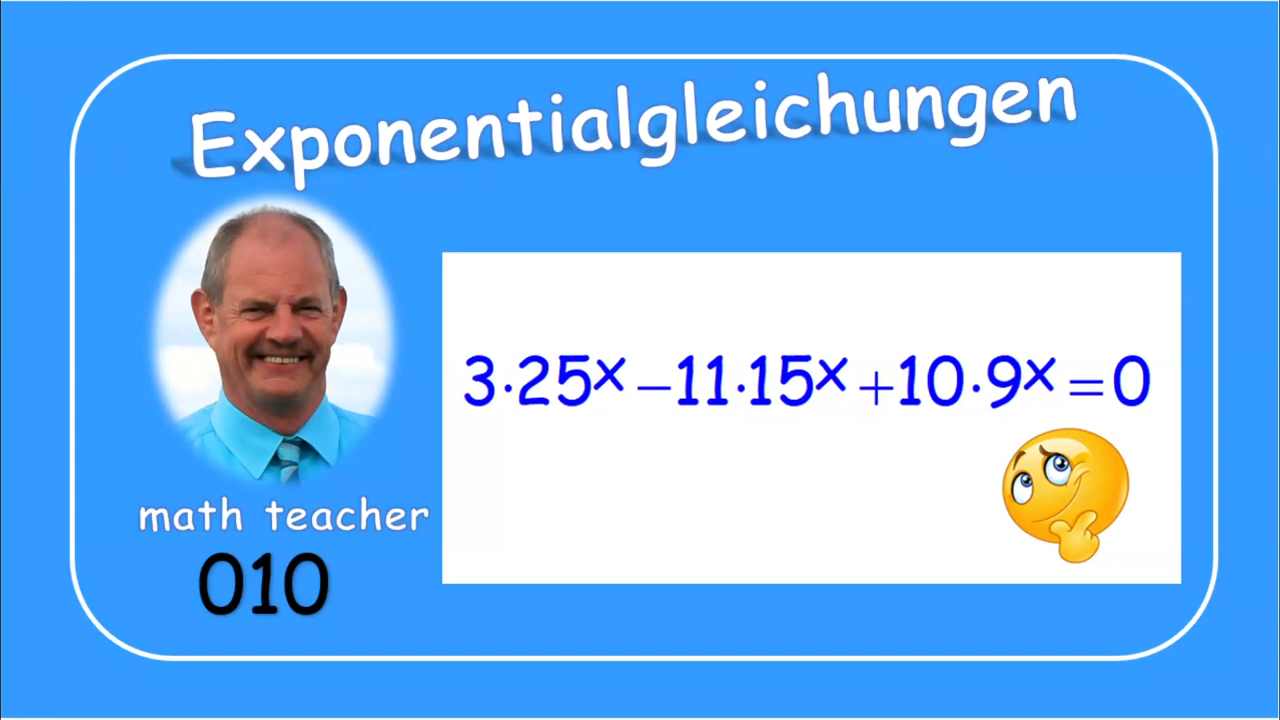 Exponentialgleichungen
3·25ˣ −11·15ˣ +10·9ˣ =0
math teacher
010